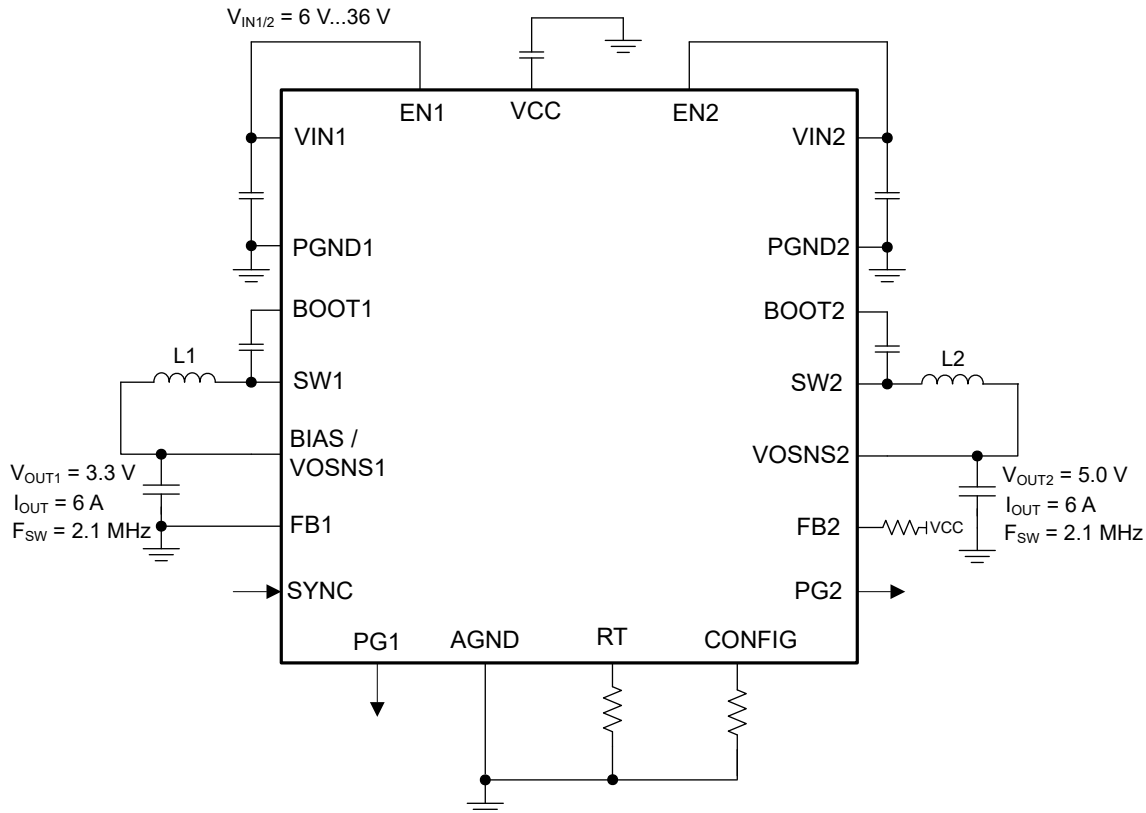 V_IN1/2 = 6 V...36 V
EN1
VCC
EN2
VIN1
VIN2
PGND1
PGND2
BOOT1
BOOT2
L1
L2
SW1
SW2
BIAS /
VOSNS1
VOSNS2
V_OUT1 = 3.3 V
I_OUT = 6 A
F_SW = 2.1 MHz
V_OUT2 = 5.0 V
I_OUT = 6 A
F_SW = 2.1 MHz
FB1
FB2
VCC
SYNC
PG2
PG1
AGND
RT
CONFIG